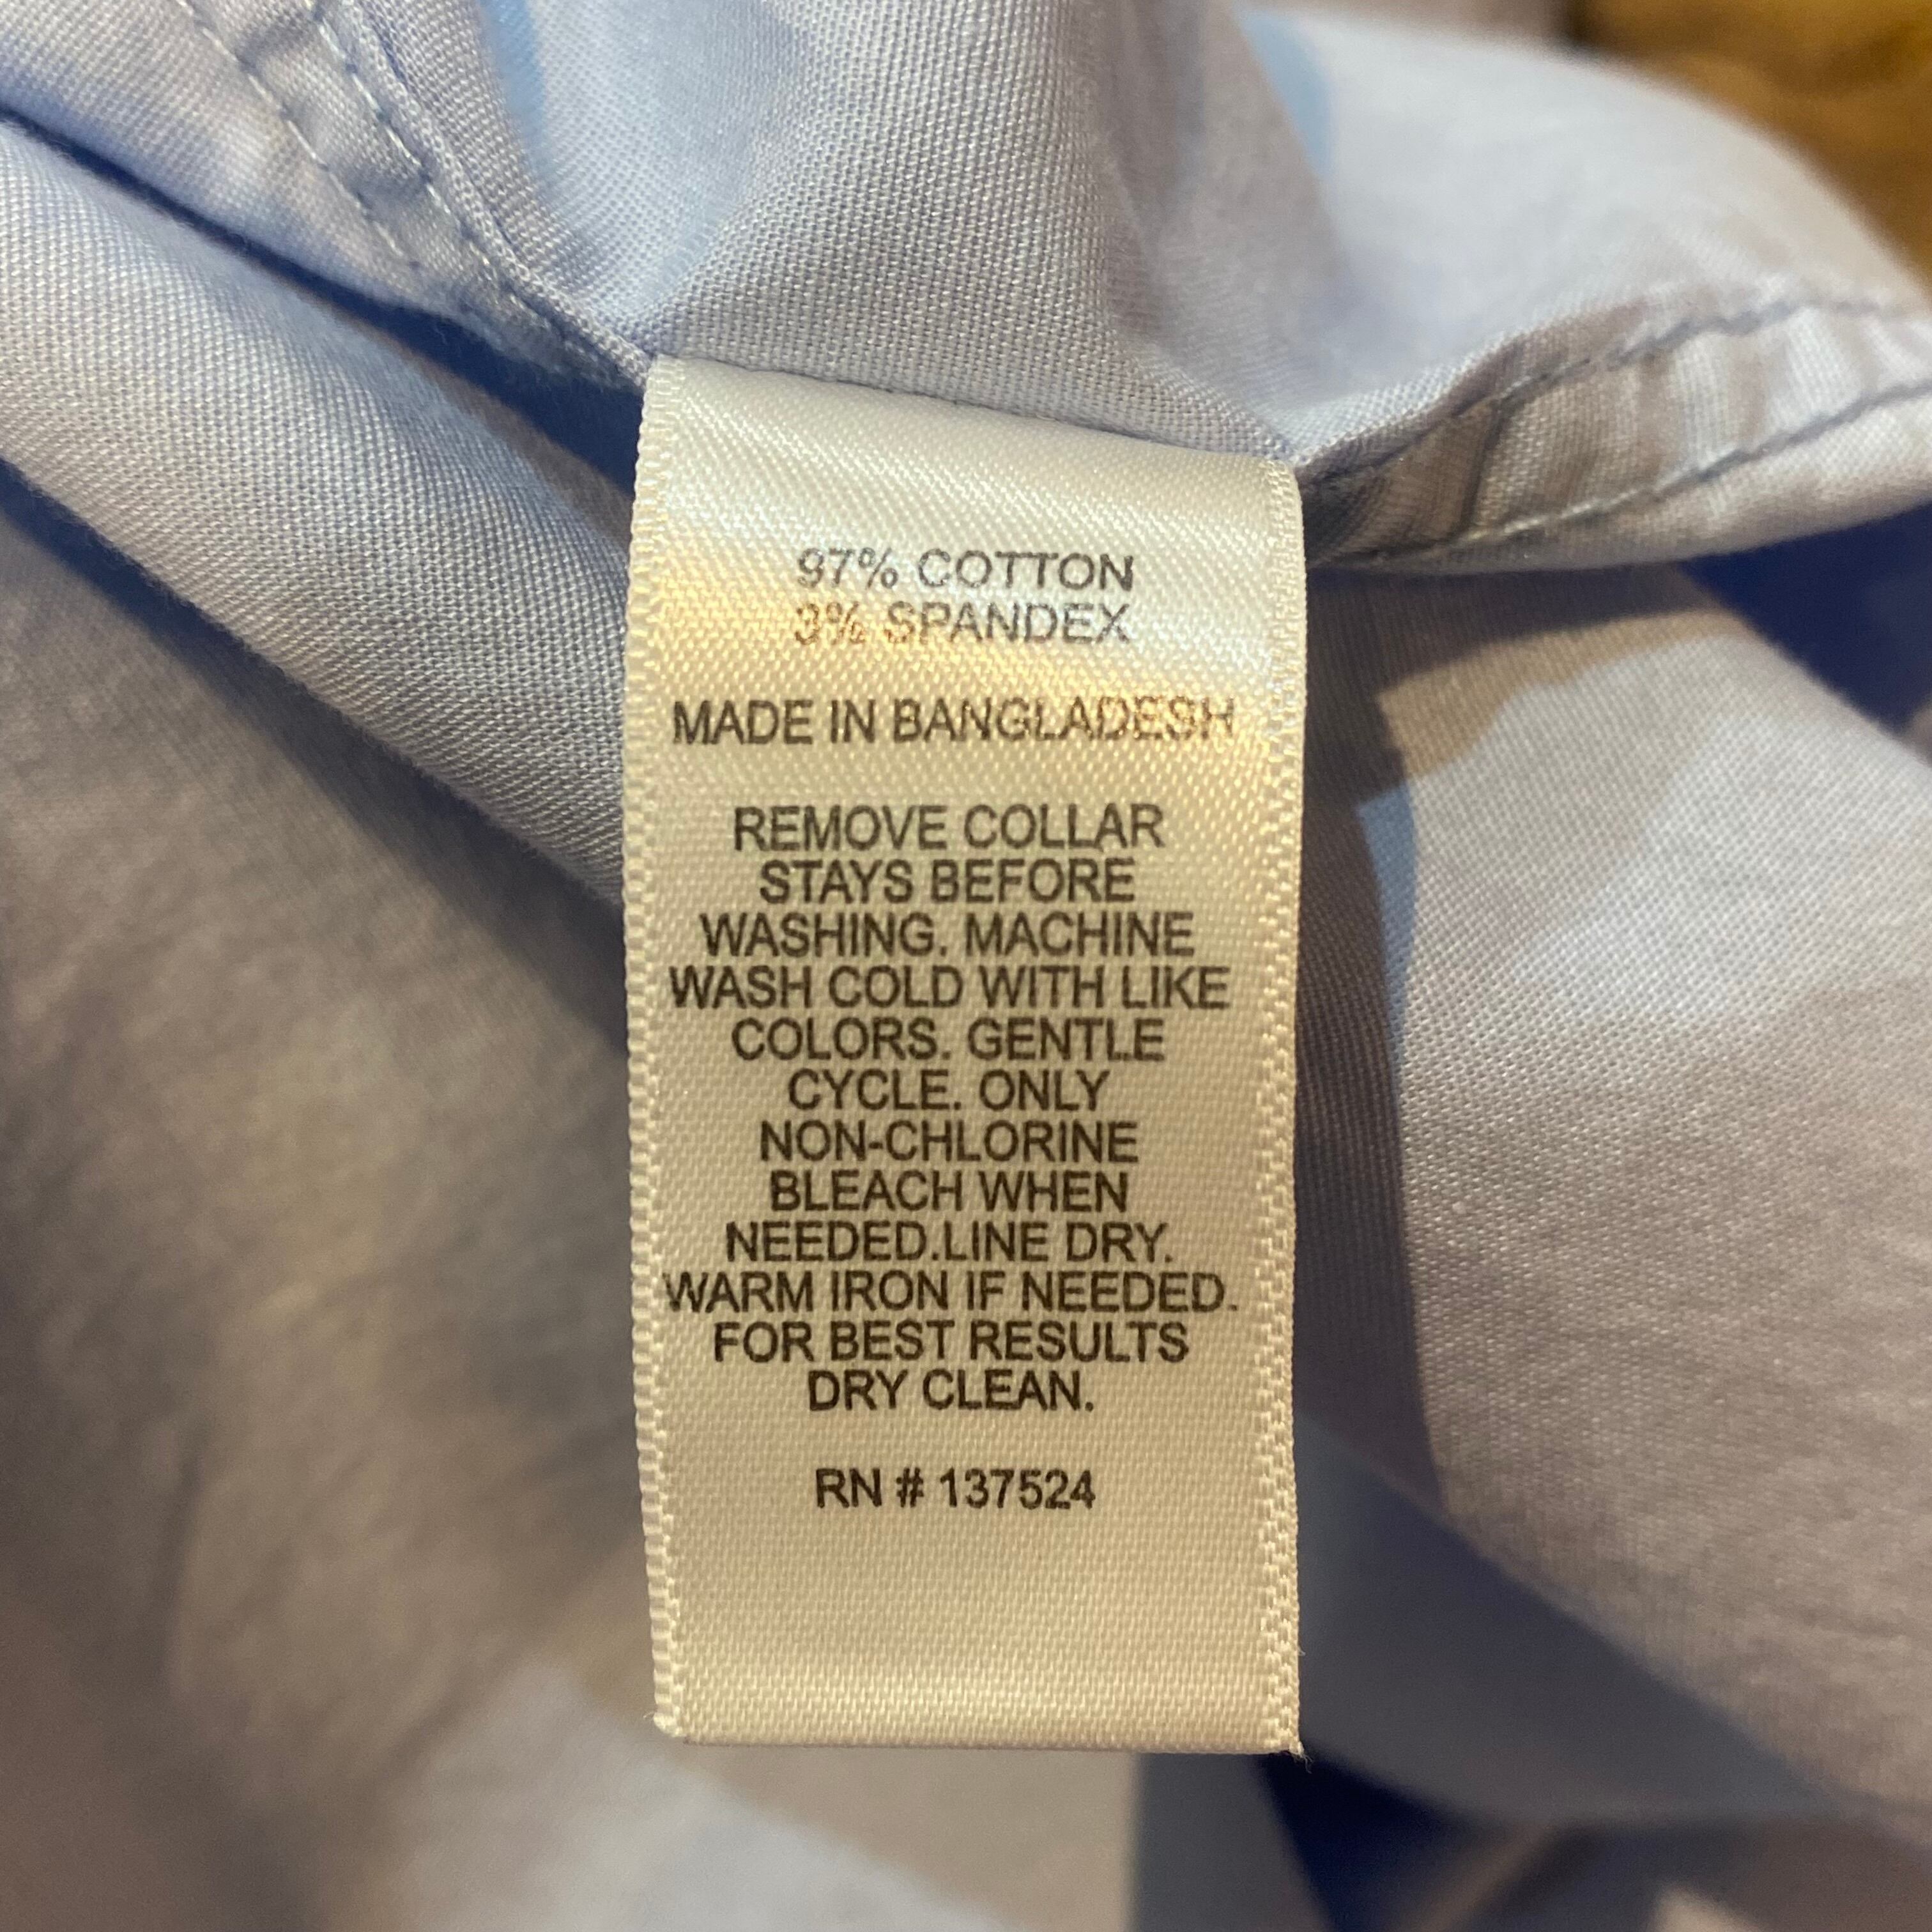 97% COTTON
3% SPANDEX
MADE IN BANGLADESH
REMOVE COLLAR
STAYS BEFORE
WASHING. MACHINE
WASH COLD WITH LIKE
COLORS. GENTLE
CYCLE. ONLY
NON-CHLORINE
BLEACH WHEN
NEEDED.LINE DRY.
WARM IRON IF NEEDED.
FOR BEST RESULTS
DRY CLEAN.
RN # 137524